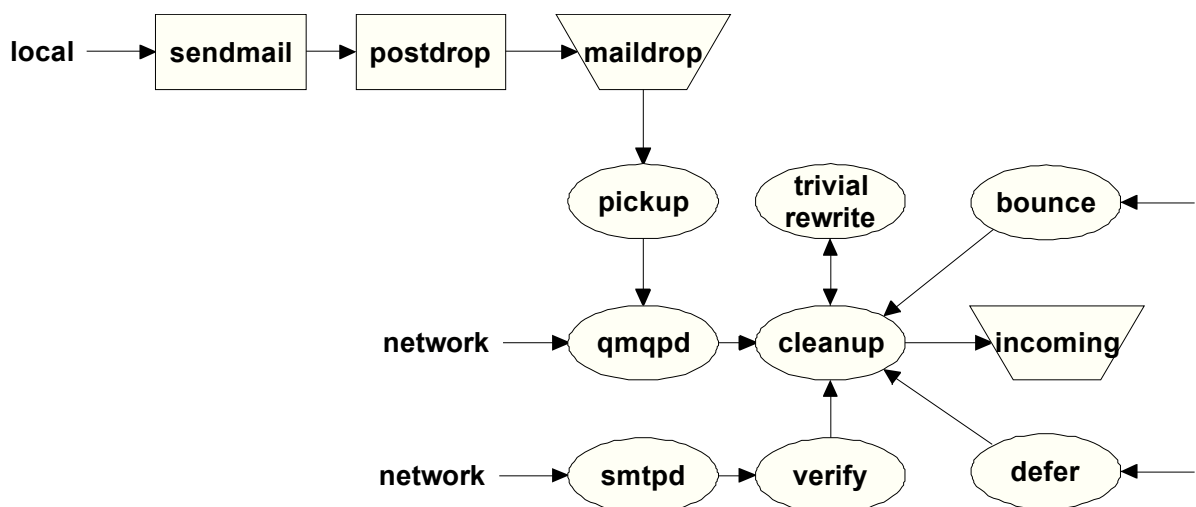 local
sendmail
postdrop
maildrop
pickup
trivial
rewrite
bounce
network
qmqpd
cleanup
incoming
network
smtpd
verify
defer